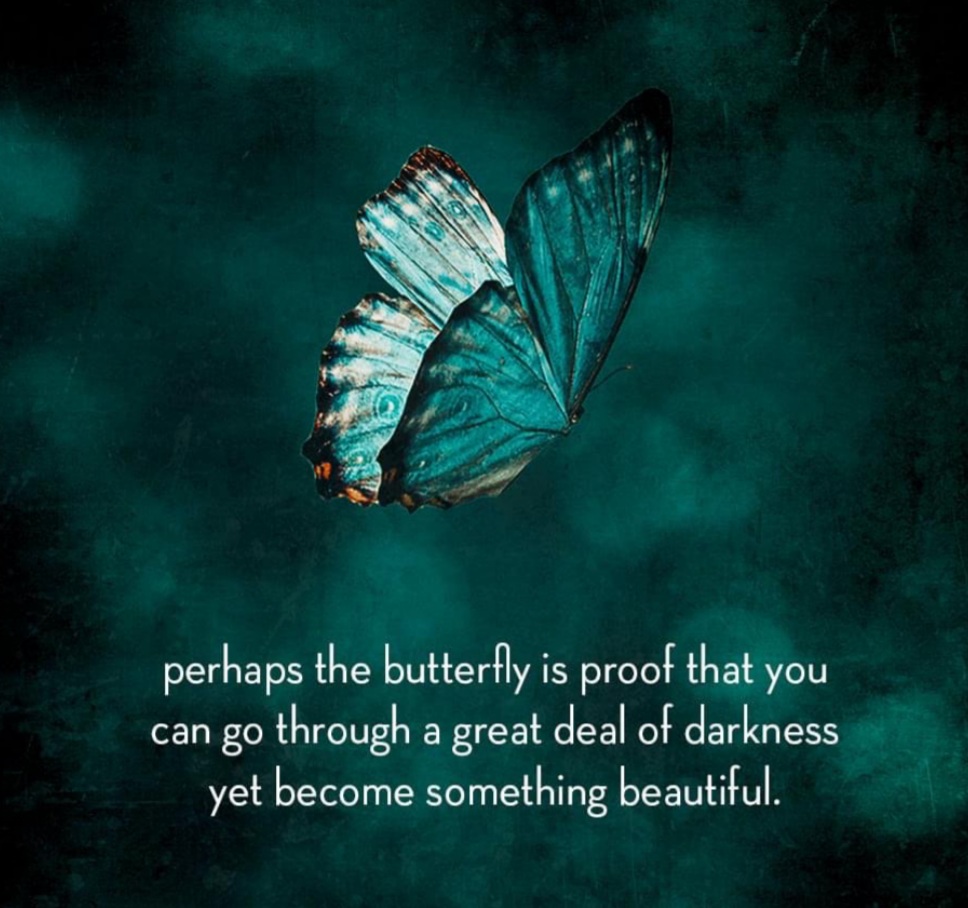 perhaps the butterfly is proof that you
can go through a great deal of darkness
yet become something beautiful.